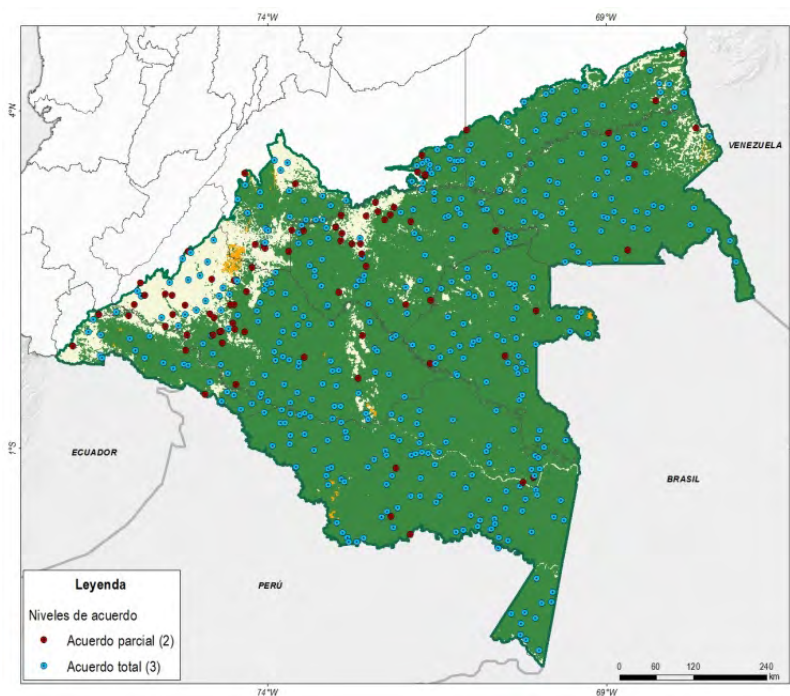 74°W
69°W
4°N
VENEZUELA
1°S
ECUADOR
BRASIL
PERÚ
Leyenda
Niveles de acuerdo
Acuerdo parcial (2)
Acuerdo total (3)
0 60 120 240
km
74°W
69°W